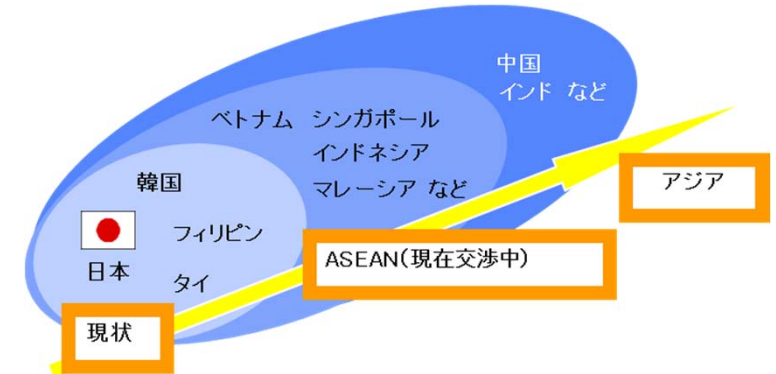 中国
インド など
ベトナム シンガポール
インドネシア
マレーシア など
韓国
フィリピン
日本
タイ
現状
ASEAN(現在交渉中)
アジア